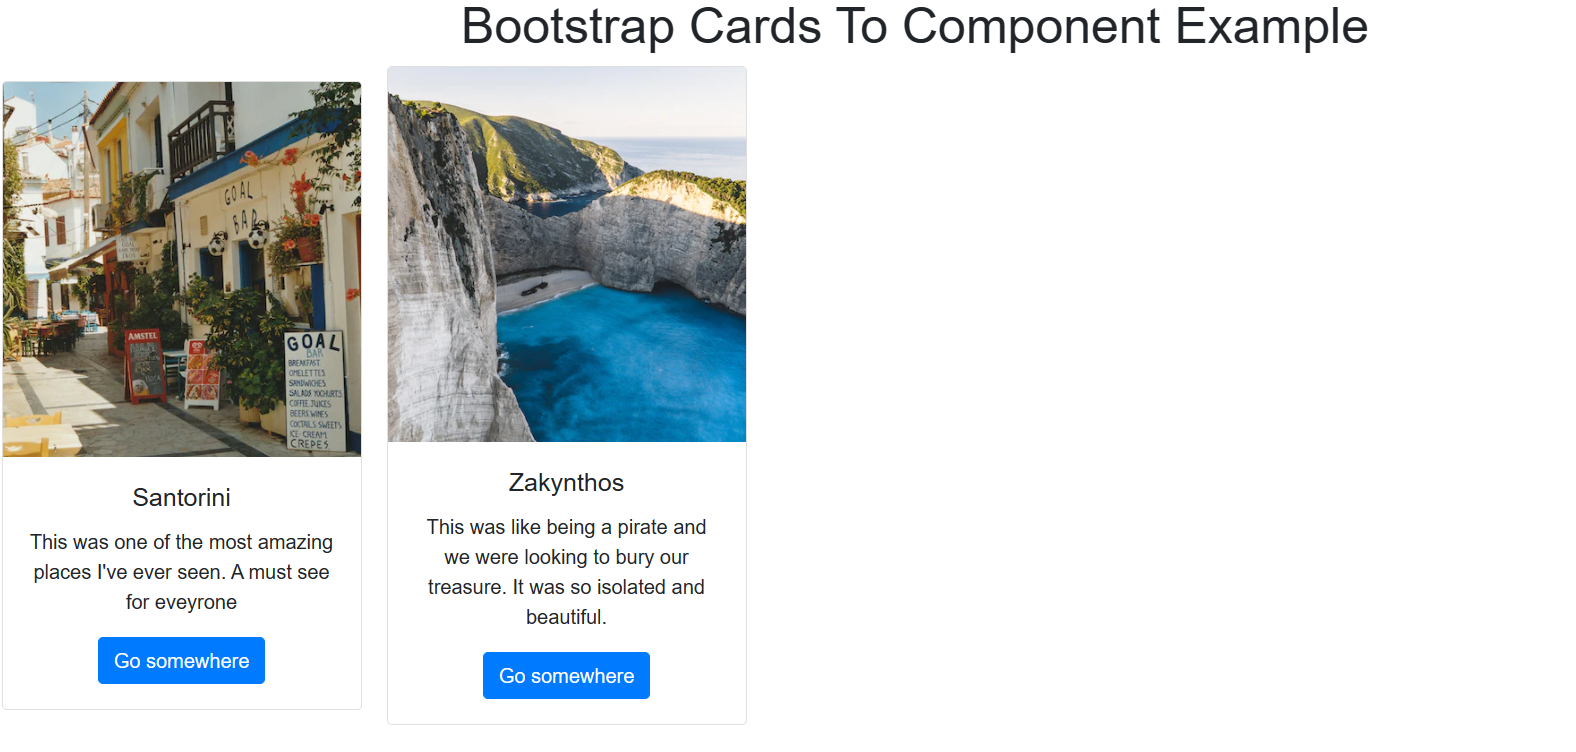 Bootstrap Cards To Component Example
GOAL
BAR
AMSTEL
GOAL
BAR
BREAKFAST
OMELETTES
SANDWICHES
SALADS YOGHURTS
COFFEE JUICES
BEERS WINES
COCTAILS SWEETS
ICE CREAM
CREPES
Santorini
This was one of the most amazing
places I've ever seen. A must see
for eveyrone
Go somewhere
Zakynthos
This was like being a pirate and
we were looking to bury our
treasure. It was so isolated and
beautiful.
Go somewhere